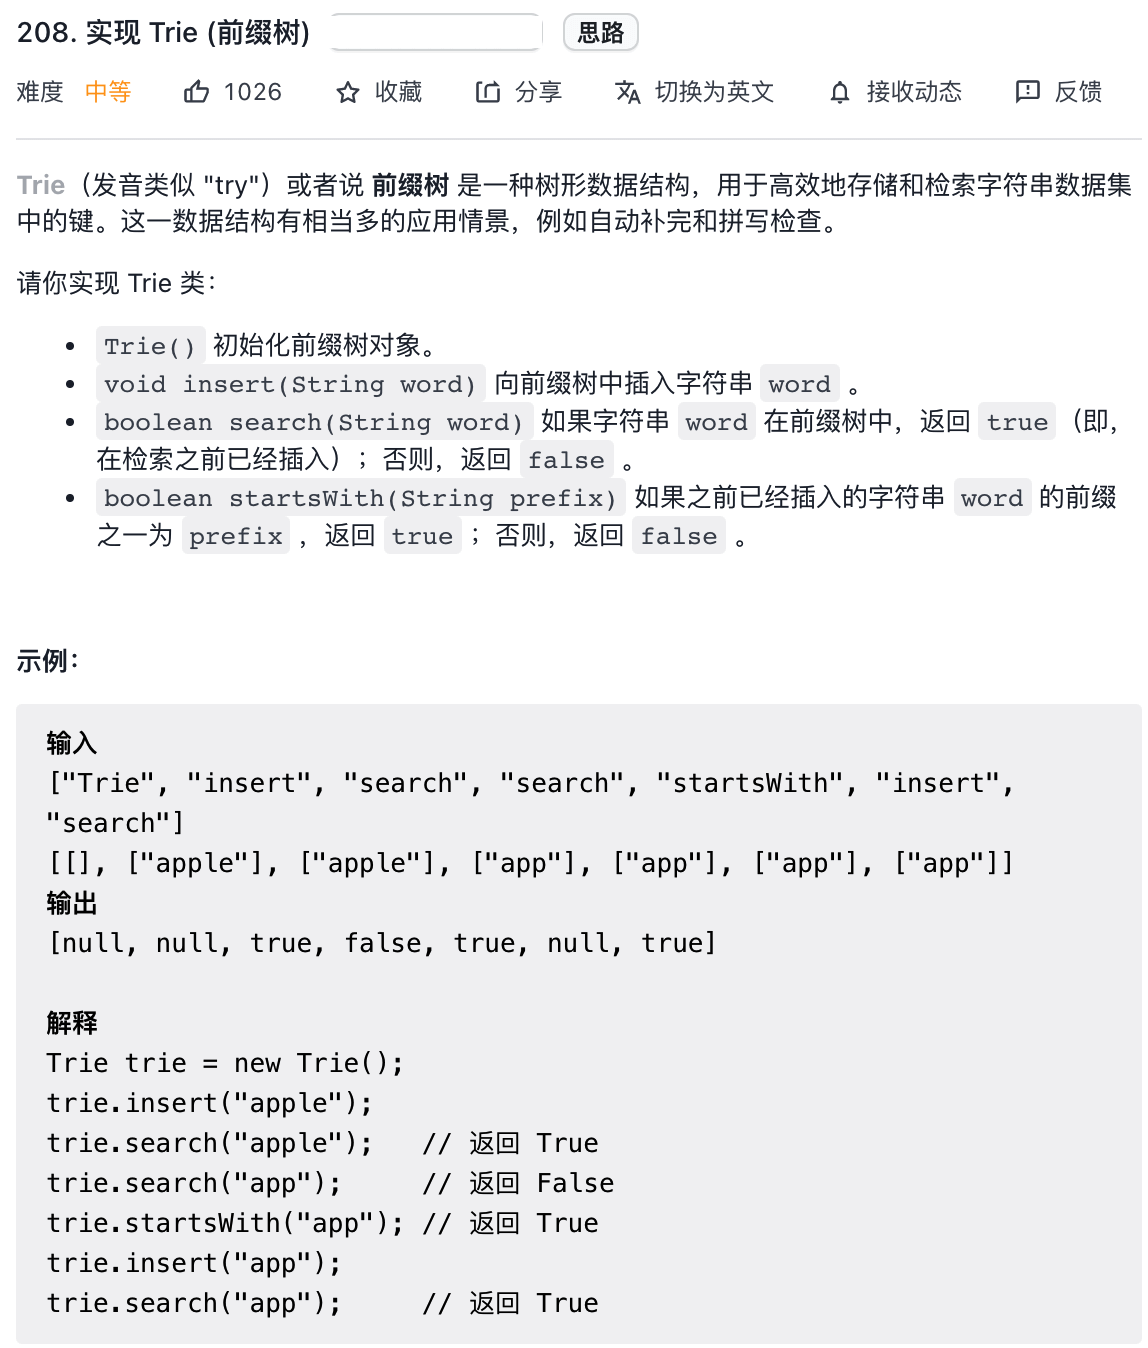 208. 实现 Trie (前缀树) 思路
难度 中等 1026 收藏 分享 切换为英文 接收动态 反馈
Trie（发音类似 "try"）或者说 前缀树 是一种树形数据结构，用于高效地存储和检索字符串数据集
中的键。这一数据结构有相当多的应用情景，例如自动补完和拼写检查。
请你实现 Trie 类：
• Trie() 初始化前缀树对象。
• void insert(String word) 向前缀树中插入字符串 word 。
• boolean search(String word) 如果字符串 word 在前缀树中，返回 true（即，
在检索之前已经插入）；否则，返回 false 。
• boolean startsWith(String prefix) 如果之前已经插入的字符串 word 的前缀
之一为 prefix ，返回 true ；否则，返回 false 。
示例：
输入
["Trie", "insert", "search", "search", "startsWith", "insert",
"search"]
[[], ["apple"], ["apple"], ["app"], ["app"], ["app"], ["app"]]
输出
[null, null, true, false, true, null, true]
解释
Trie trie = new Trie();
trie.insert("apple");
trie.search("apple");   // 返回 True
trie.search("app");     // 返回 False
trie.startsWith("app"); // 返回 True
trie.insert("app");
trie.search("app");     // 返回 True